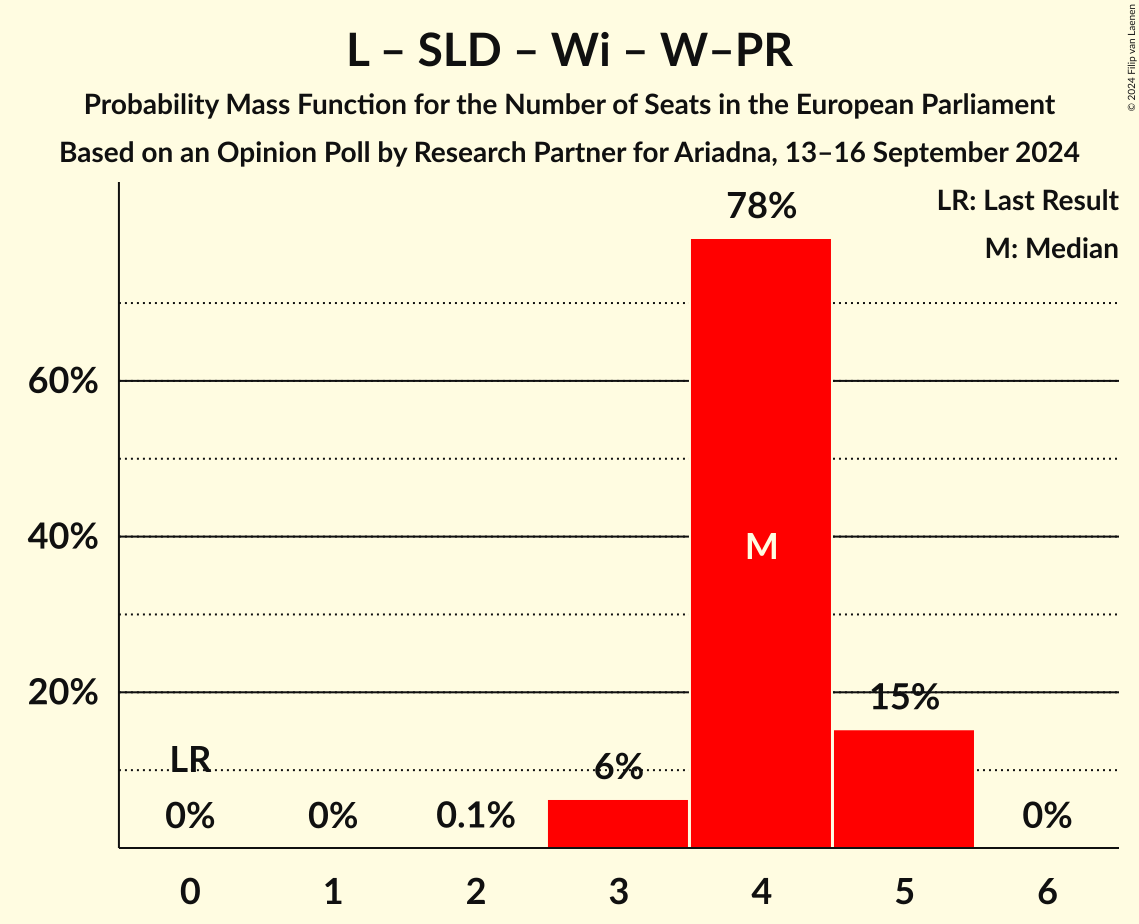 L – SLD – Wi – W–PR
Probability Mass Function for the Number of Seats in the European Parliament
Based on an Opinion Poll by Research Partner for Ariadna, 13–16 September 2024
© 2024 Filip van Laenen
LR: Last Result
M: Median
78%
60%
40%
M
20%
15%
LR
6%
0%
0%
0.1%
0%
0
1
2
3
4
5
6